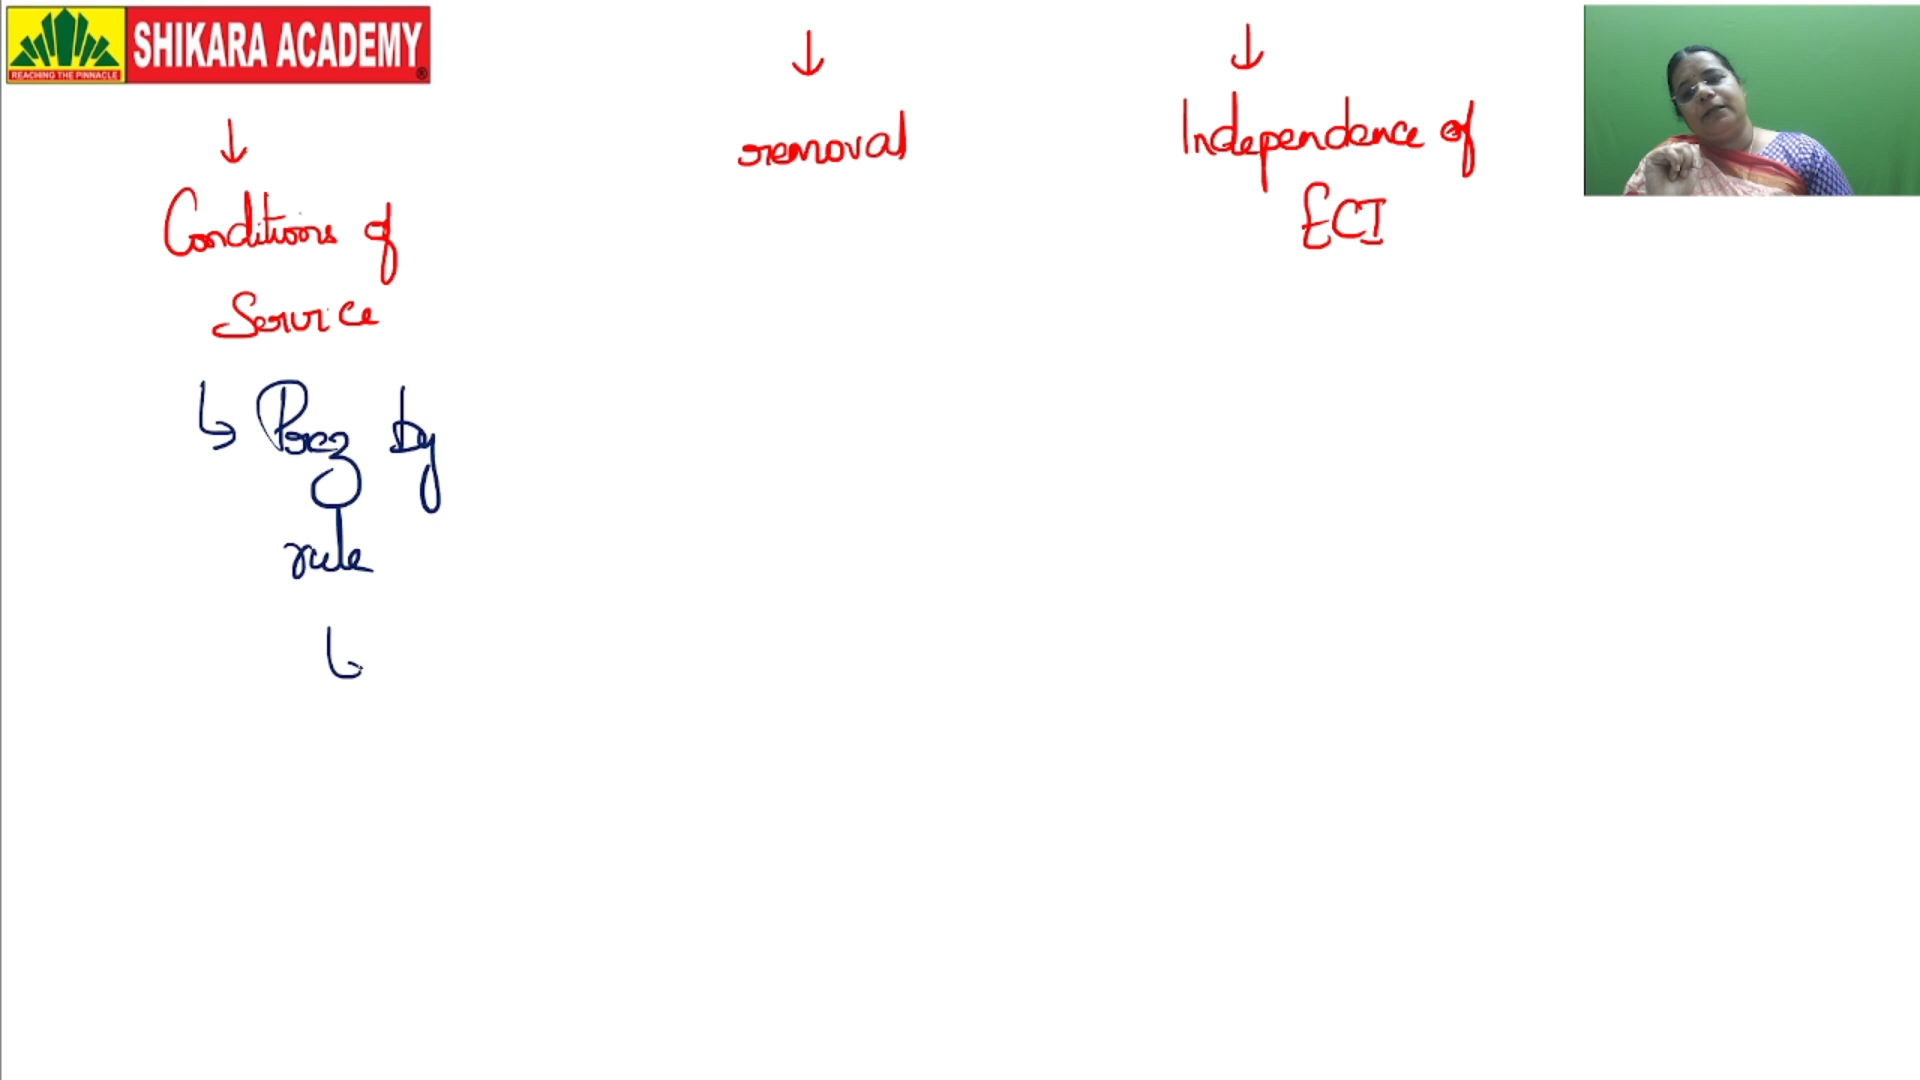 SHIKARA ACADEMY
REACHING THE PINNACLE
↓
Conditions of
Service
↳ Prez by
rule
↳
↓
removal
↓
Independence of
ECI